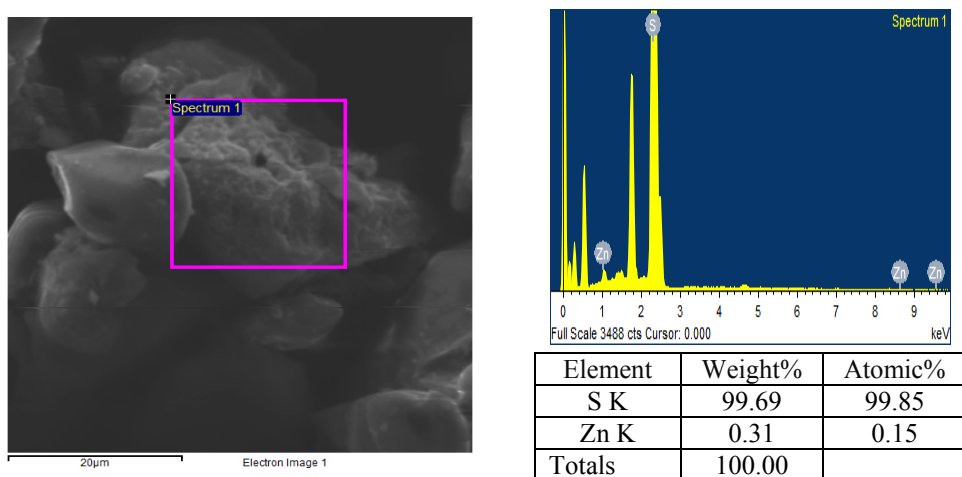 Spectrum 1
20µm
Electron Image 1
Spectrum 1
S
Zn
Zn
Zn
0 1 2 3 4 5 6 7 8 9
Full Scale 3488 cts Cursor: 0.000
keV
Element Weight% Atomic%
S K 99.69 99.85
Zn K 0.31 0.15
Totals 100.00